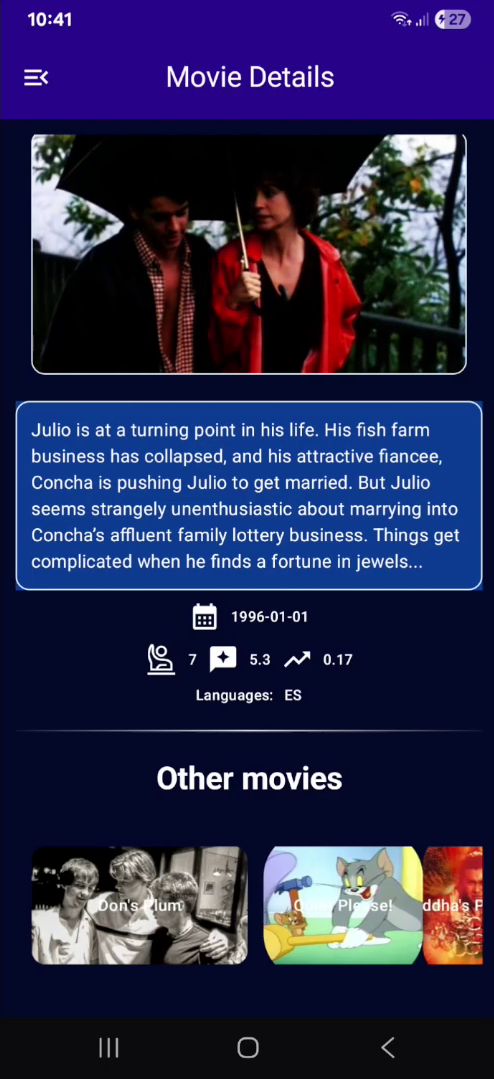 10:41
27
Movie Details
Julio is at a turning point in his life. His fish farm
business has collapsed, and his attractive fiancee,
Concha is pushing Julio to get married. But Julio
seems strangely unenthusiastic about marrying into
Concha’s affluent family lottery business. Things get
complicated when he finds a fortune in jewels...
1996-01-01
7 5.3 0.17
Languages: ES
Other movies
Don's Plum
Please!
ddha's P